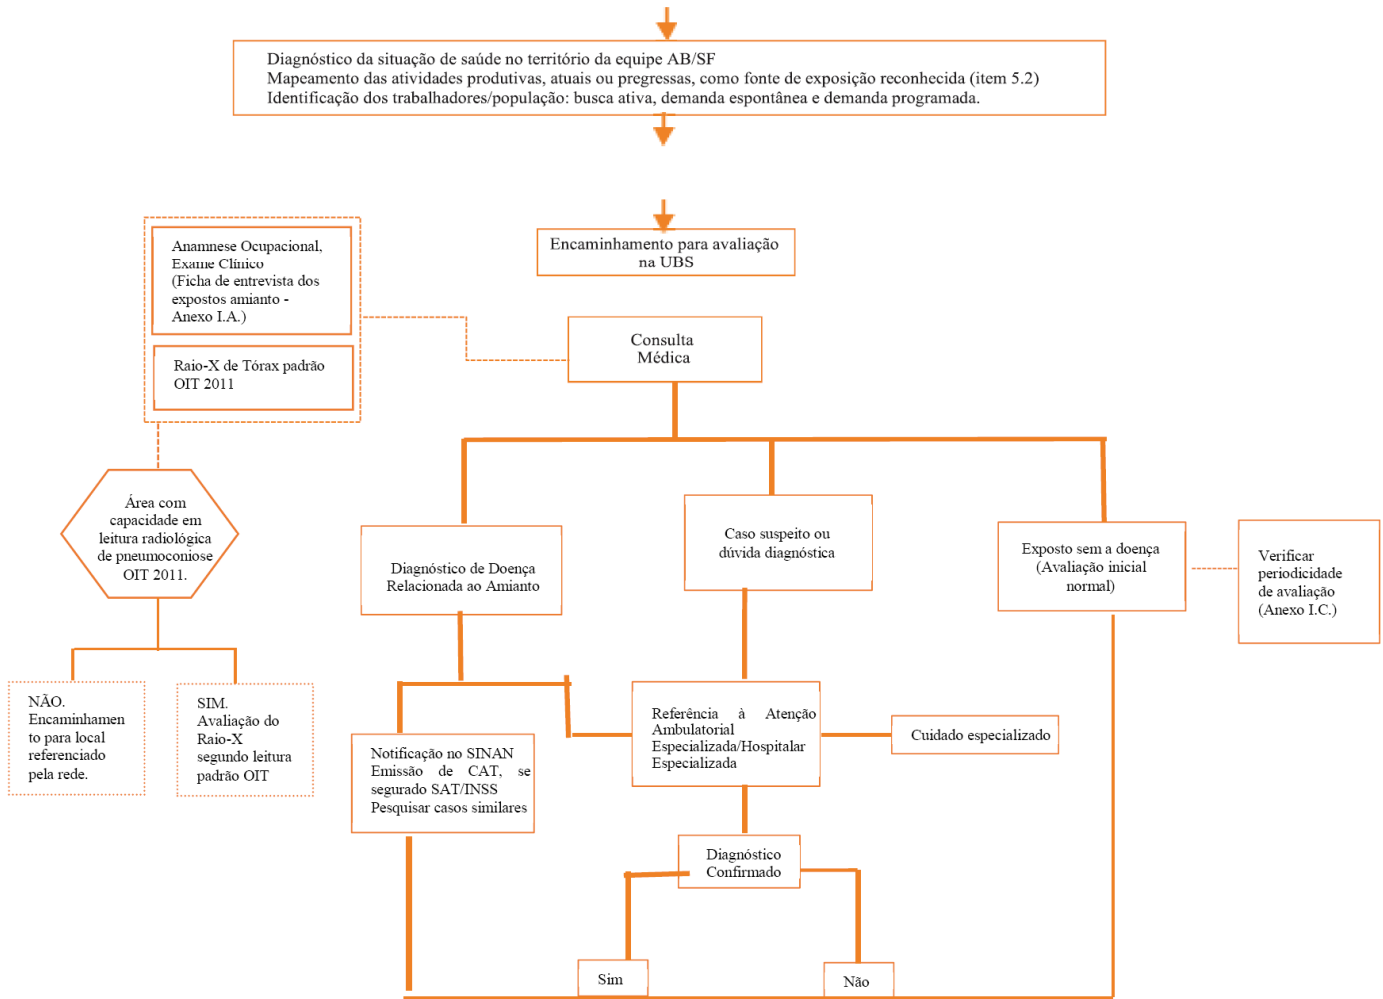 Diagnóstico da situação de saúde no território da equipe AB/SF
Mapeamento das atividades produtivas, atuais ou pregressas, como fonte de exposição reconhecida (item 5.2)
Identificação dos trabalhadores/população: busca ativa, demanda espontânea e demanda programada.
Encaminhamento para avaliação
na UBS
Anamnese Ocupacional,
Exame Clínico
(Ficha de entrevista dos
expostos amianto -
Anexo I.A.)
Raio-X de Tórax padrão
OIT 2011
Consulta
Médica
Área com
capacidade em
leitura radiológica
de pneumoconiose
OIT 2011.
NÃO.
Encaminhamen
to para local
referenciado
pela rede.
SIM.
Avaliação do
Raio-X
segundo leitura
padrão OIT
Diagnóstico de Doença
Relacionada ao Amianto
Caso suspeito ou
dúvida diagnóstica
Exposto sem a doença
(Avaliação inicial
normal)
Verificar
periodicidade
de avaliação
(Anexo I.C.)
Notificação no SINAN
Emissão de CAT, se
segurado SAT/INSS
Pesquisar casos similares
Referência à Atenção
Ambulatorial
Especializada/Hospitalar
Especializada
Cuidado especializado
Diagnóstico
Confirmado
Sim
Não